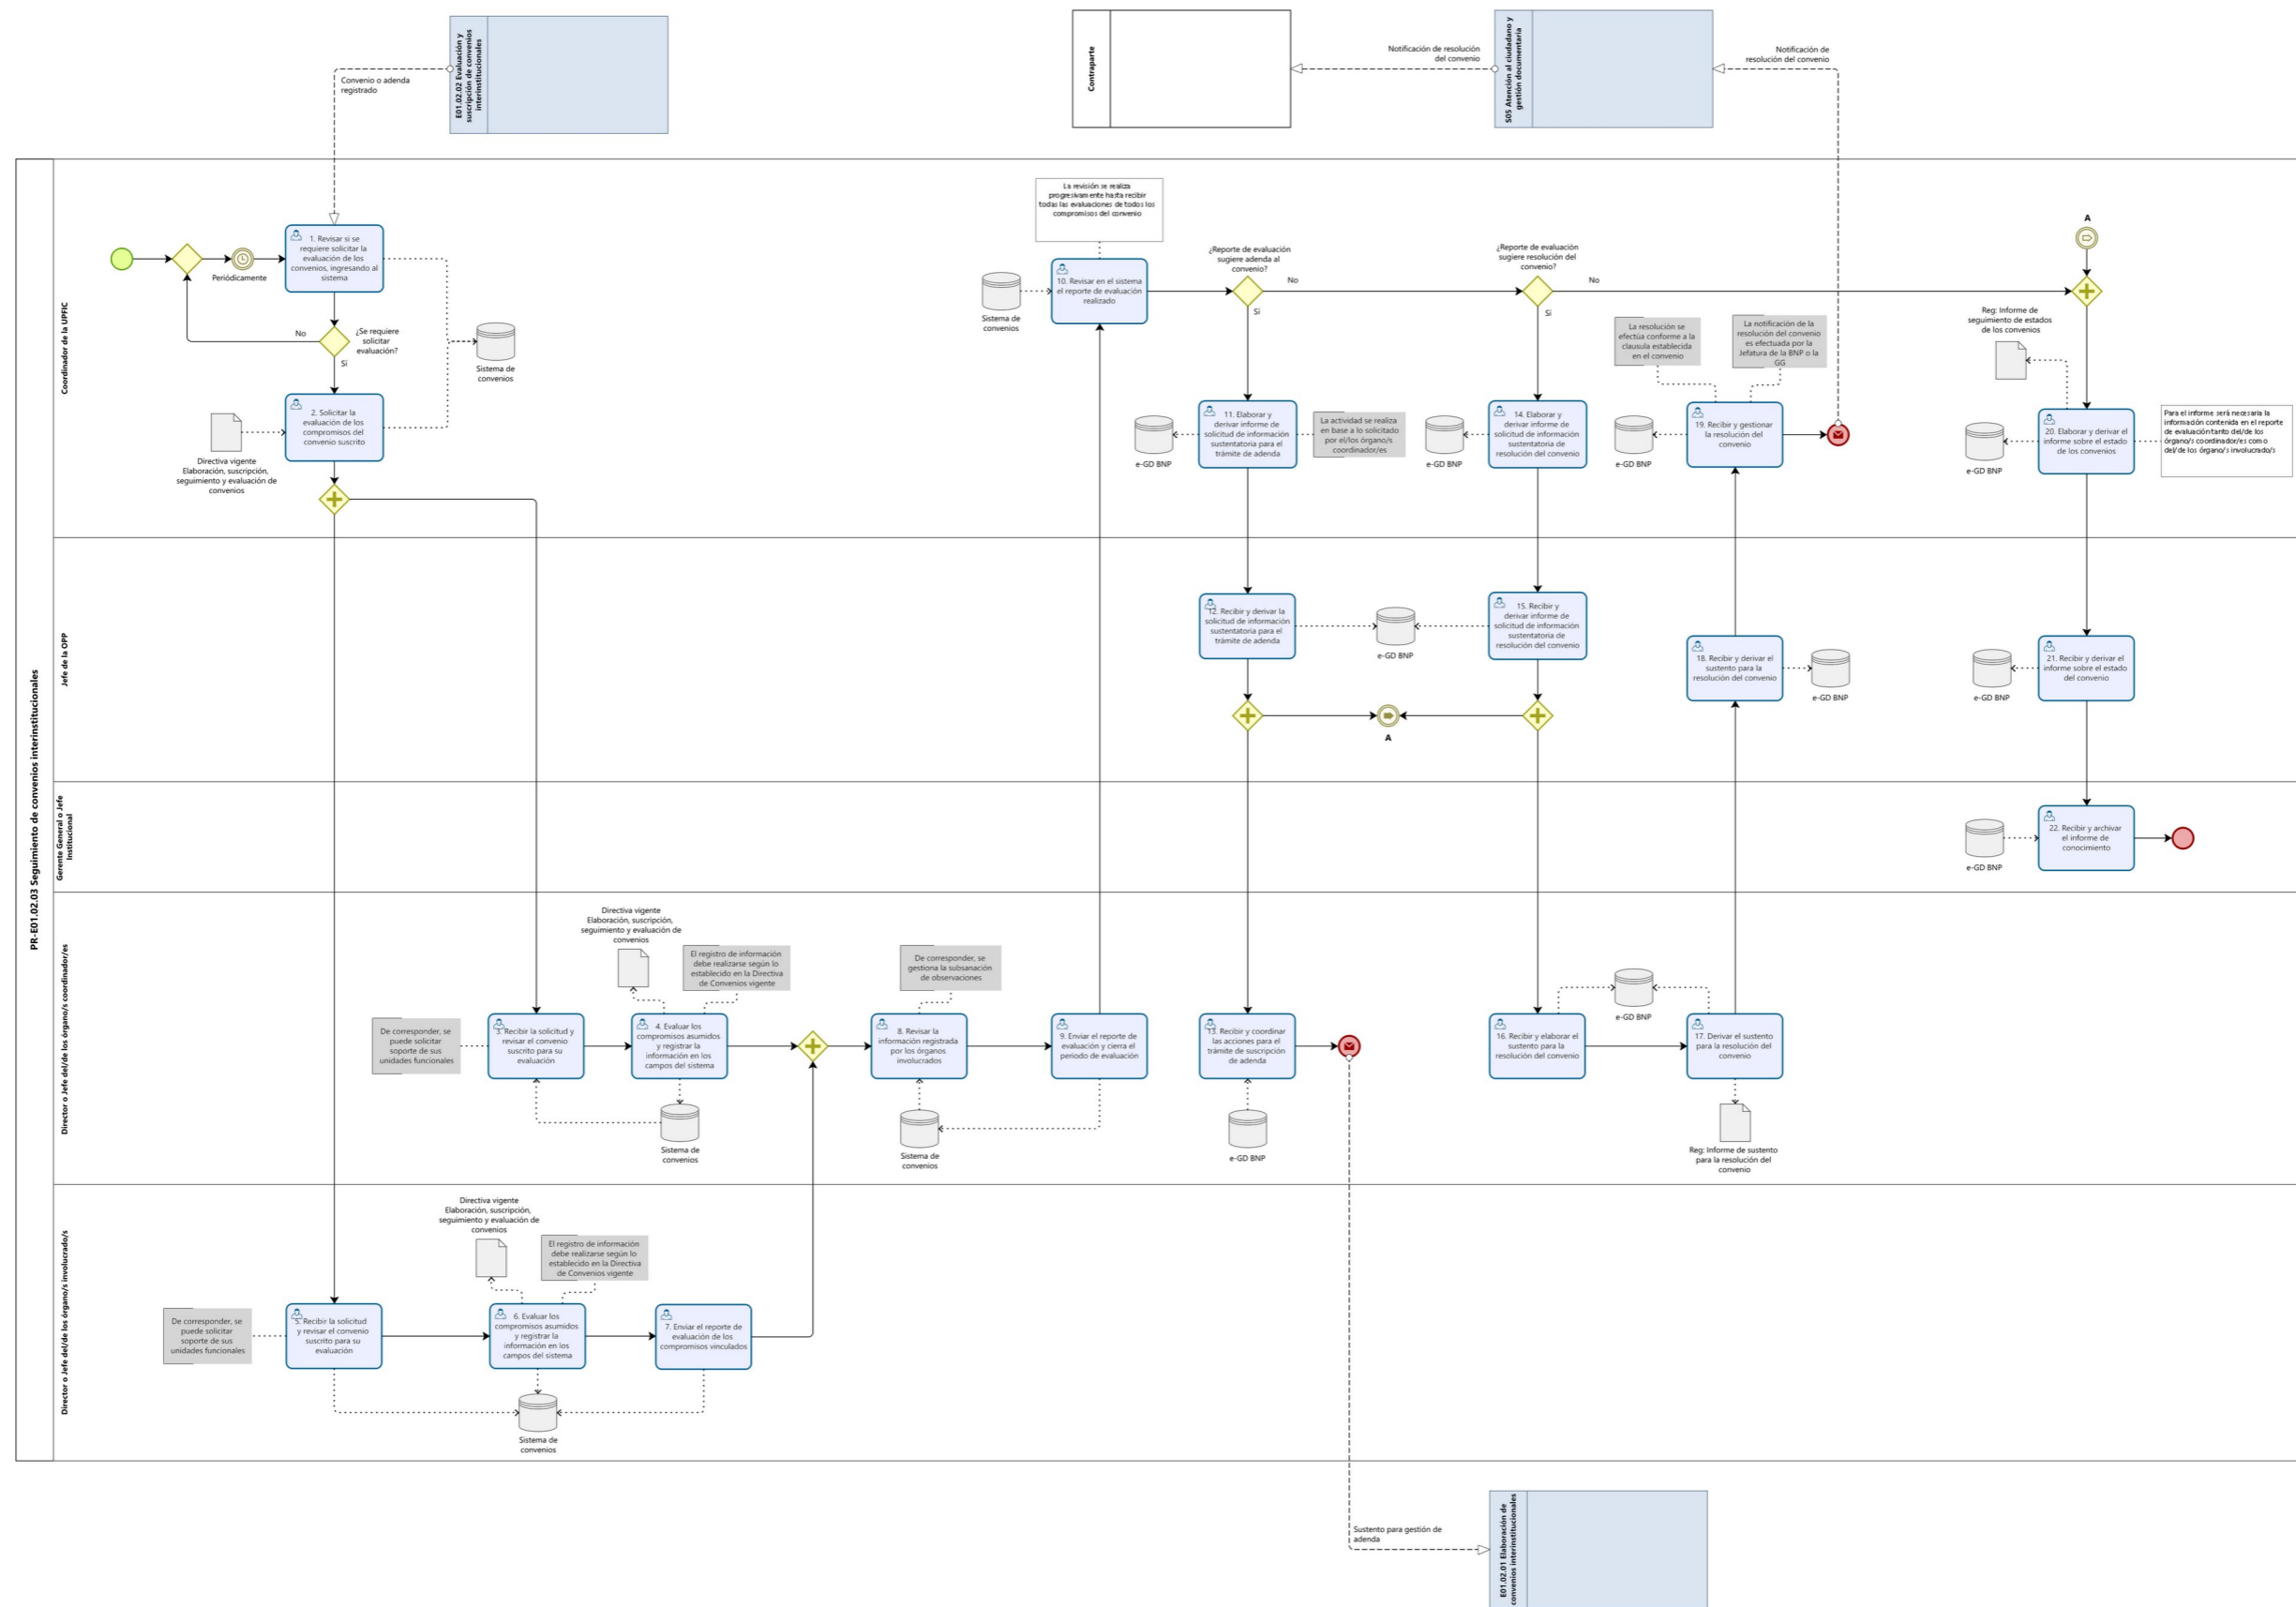 E01.02.02 Evaluación y
suscripción de convenios
interinstitucionales
Convenio o adenda
registrado
Contraparte
Notificación de resolución
del convenio
S05 Atención al ciudadano y
gestión documentaria
Notificación de
resolución del convenio
PR-E01.02.03 Seguimiento de convenios interinstitucionales
Coordinador de la UPFIC
Periódicamente
1. Revisar si se
requiere solicitar la
evaluación de los
convenios, ingresando al
sistema
No
¿Se requiere
solicitar
evaluación?
Sí
Sistema de
convenios
2. Solicitar la
evaluación de los
compromisos del
convenio suscrito
Directiva vigente
Elaboración, suscripción,
seguimiento y evaluación de
convenios
La revisión se realiza
progresivamente hasta recibir
todas las evaluaciones de todos los
compromisos del convenio
Sistema de
convenios
10. Revisar en el sistema
el reporte de evaluación
realizado
¿Reporte de evaluación
sugiere adenda al
convenio?
No
Sí
¿Reporte de evaluación
sugiere resolución del
convenio?
No
Sí
A
11. Elaborar y
derivar informe de
solicitud de información
sustentatoria para el
trámite de adenda
e-GD BNP
La actividad se realiza
en base a lo solicitado
por el/los órgano/s
coordinador/es
14. Elaborar y
derivar informe de
solicitud de información
sustentatoria de
resolución del convenio
e-GD BNP
La resolución se
efectúa conforme a la
clausula establecida
en el convenio
La notificación de la
resolución del convenio
es efectuada por la
Jefatura de la BNP o la
GG
19. Recibir y gestionar
la resolución del
convenio
e-GD BNP
Reg: Informe de
seguimiento de estados
de los convenios
20. Elaborar y derivar el
informe sobre el estado
de los convenios
e-GD BNP
Para el informe será necesaria la
información contenida en el reporte
de evaluación tanto del/de los
órgano/s coordinador/es como
del/de los órgano/s involucrado/s
Jefe de la OPP
12. Recibir y derivar la
solicitud de información
sustentatoria para el
trámite de adenda
e-GD BNP
15. Recibir y
derivar informe de
solicitud de información
sustentatoria de
resolución del convenio
A
18. Recibir y derivar el
sustento para la
resolución del convenio
e-GD BNP
21. Recibir y derivar el
informe sobre el estado
del convenio
e-GD BNP
Gerente General o Jefe
Institucional
22. Recibir y archivar
el informe de
conocimiento
e-GD BNP
Director o Jefe del/de los órgano/s coordinador/es
De corresponder, se
puede solicitar
soporte de sus
unidades funcionales
3. Recibir la solicitud y
revisar el convenio
suscrito para su
evaluación
Directiva vigente
Elaboración, suscripción,
seguimiento y evaluación de
convenios
El registro de información
debe realizarse según lo
establecido en la Directiva
de Convenios vigente
4. Evaluar los
compromisos asumidos
y registrar la
información en los
campos del sistema
Sistema de
convenios
De corresponder, se
gestiona la subsanación
de observaciones
8. Revisar la
información registrada
por los órganos
involucrados
Sistema de
convenios
9. Enviar el reporte de
evaluación y cierra el
periodo de evaluación
13. Recibir y coordinar
las acciones para el
trámite de suscripción
de adenda
e-GD BNP
16. Recibir y elaborar el
sustento para la
resolución del convenio
e-GD BNP
17. Derivar el sustento
para la resolución del
convenio
Reg: Informe de sustento
para la resolución del
convenio
Director o Jefe del/de los órgano/s involucrado/s
De corresponder, se
puede solicitar
soporte de sus
unidades funcionales
5. Recibir la solicitud
y revisar el convenio
suscrito para su
evaluación
Directiva vigente
Elaboración, suscripción,
seguimiento y evaluación de
convenios
El registro de información
debe realizarse según lo
establecido en la Directiva
de Convenios vigente
6. Evaluar los
compromisos asumidos
y registrar la
información en los
campos del sistema
7. Enviar el reporte de
evaluación de los
compromisos vinculados
Sistema de
convenios
Sustento para gestión de
adenda
E01.02.01 Elaboración de
convenios interinstitucionales